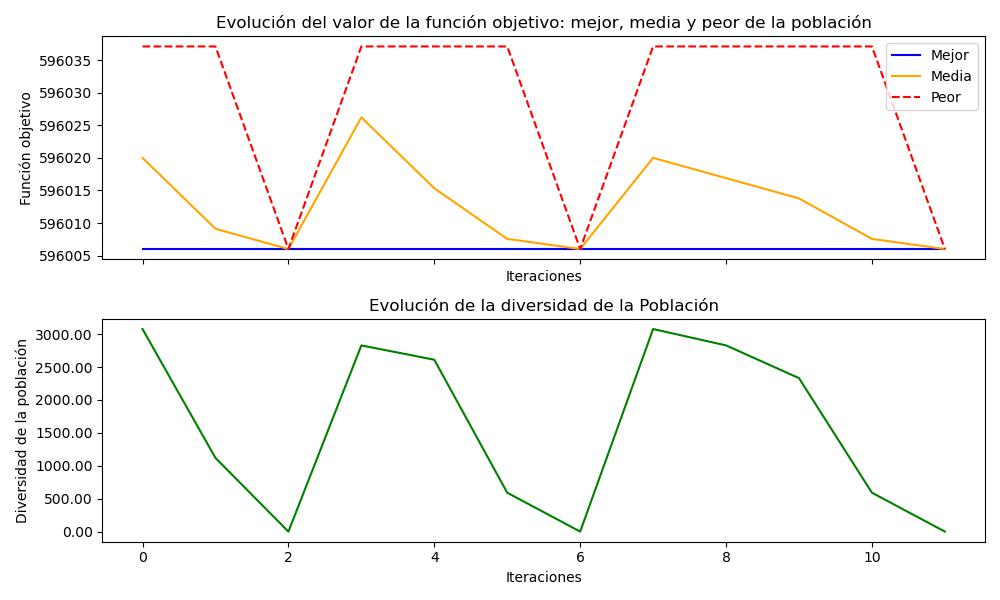 Evolución del valor de la función objetivo: mejor, media y peor de la población
Función objetivo
596035
596030
596025
596020
596015
596010
596005
Mejor
Media
Peor
Iteraciones
Evolución de la diversidad de la Población
Diversidad de la población
3000.00
2500.00
2000.00
1500.00
1000.00
500.00
0.00
0 2 4 6 8 10
Iteraciones